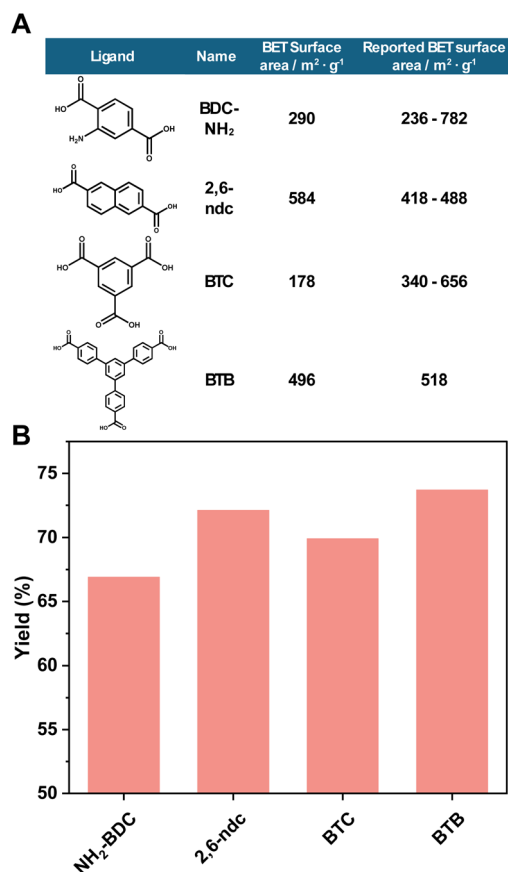 A
Ligand Name BET Surface area / m² · g⁻¹ Reported BET surface area / m² · g⁻¹
O
HO
H₂N
OH
O
BDC-
NH₂
290
236 - 782
O
HO
OH
O
2,6-
ndc
584
418 - 488
O
O
HO
OH
O
OH
BTC
178
340 - 656
O
HO
O
OH
HO
O
BTB
496
518
B
Yield (%)
75
70
65
60
55
50
NH₂-BDC
2,6-ndc
BTC
BTB